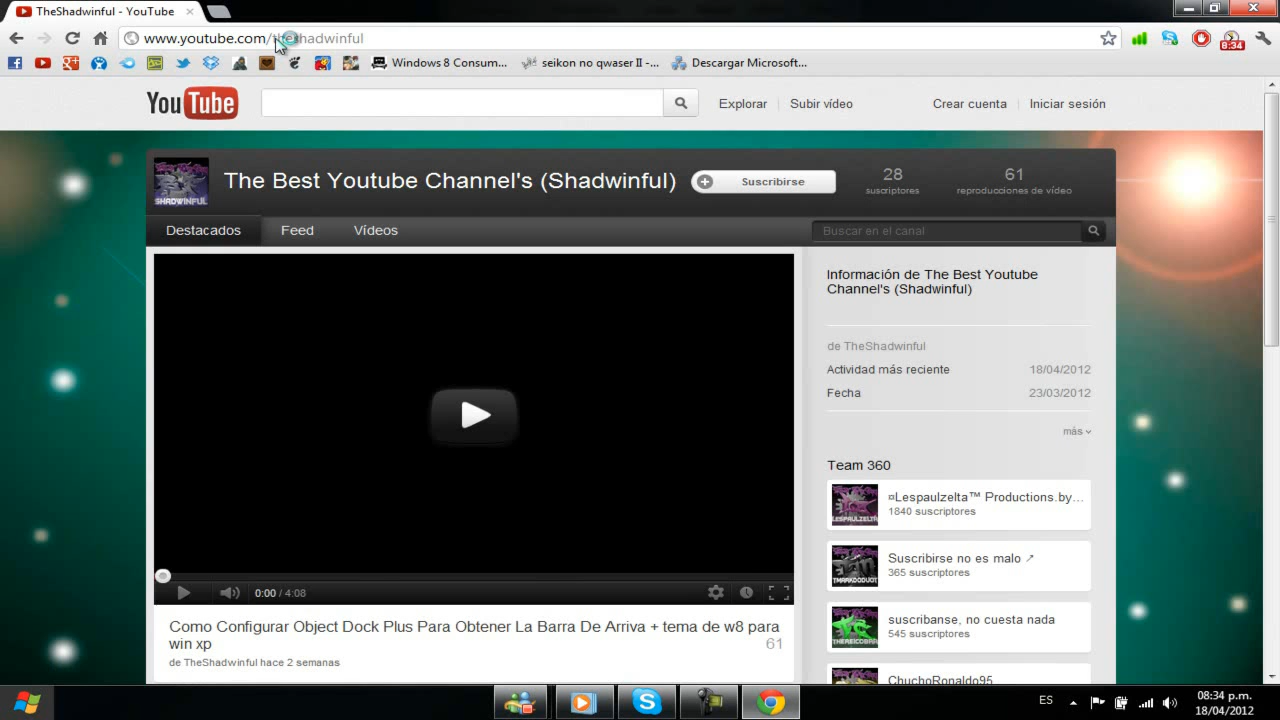 TheShadwinful - YouTube
www.youtube.com/theshadwinful
8:34
Windows 8 Consum...
seikon no qwaser II -...
Descargar Microsoft...
YouTube
Explorar
Subir vídeo
Crear cuenta
Iniciar sesión
SHADWINFUL
The Best Youtube Channel's (Shadwinful)
Suscribirse
28
suscriptores
61
reproducciones de vídeo
Destacados
Feed
Vídeos
Buscar en el canal
0:00 / 4:08
Como Configurar Object Dock Plus Para Obtener La Barra De Arriva + tema de w8 para
win xp
61
de TheShadwinful hace 2 semanas
Información de The Best Youtube
Channel's (Shadwinful)
de TheShadwinful
Actividad más reciente 18/04/2012
Fecha 23/03/2012
más
Team 360
¤Lespaulzelta™ Productions.by...
1840 suscriptores
LESPAULZELTA
Suscribirse no es malo ↗
365 suscriptores
suscribanse, no cuesta nada
545 suscriptores
ChuchoRonaldo95
ES
08:34 p.m.
18/04/2012